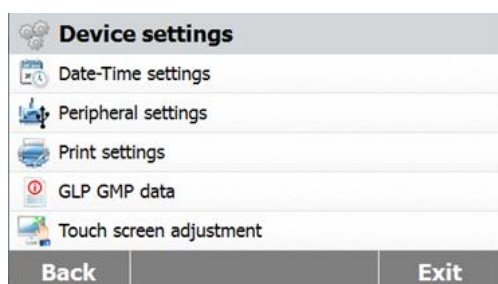 Device settings
Date-Time settings
Peripheral settings
Print settings
GLP GMP data
Touch screen adjustment
Back
Exit